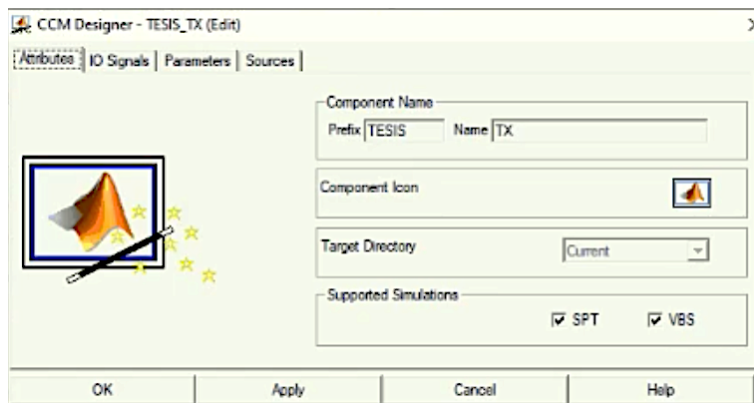 CCM Designer - TESIS_TX (Edit)
Attributes IO Signals Parameters Sources
Component Name
Prefix TESIS Name TX
Component Icon
Target Directory Current
Supported Simulations
SPT VBS
OK Apply Cancel Help